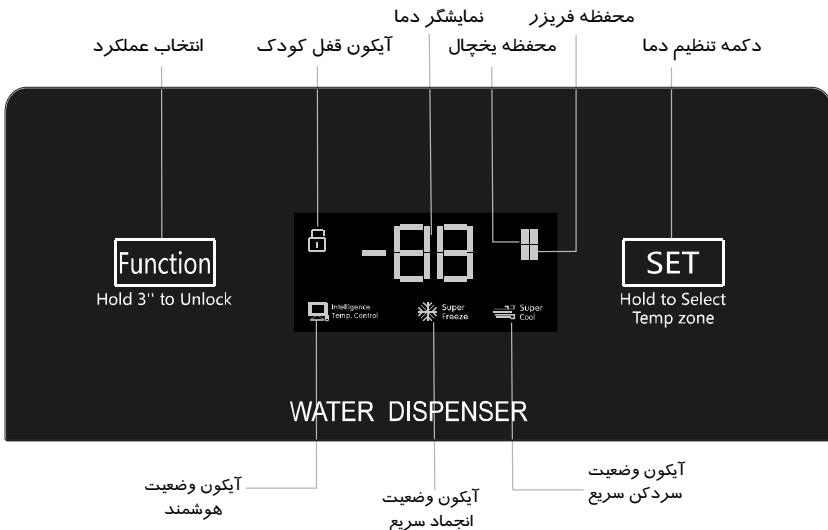 محفظه فریزر
نمایشگر دما
انتخاب عملکرد
آیکون قفل کودک
محفظه یخچال
دکمه تنظیم دما
-88
Function
Hold 3'' to Unlock
SET
Hold to Select
Temp zone
Intelligence
Temp. Control
Super
Freeze
Super
Cool
WATER DISPENSER
آیکون وضعیت
سردکن سریع
آیکون وضعیت
انجماد سریع
آیکون وضعیت
هوشمند